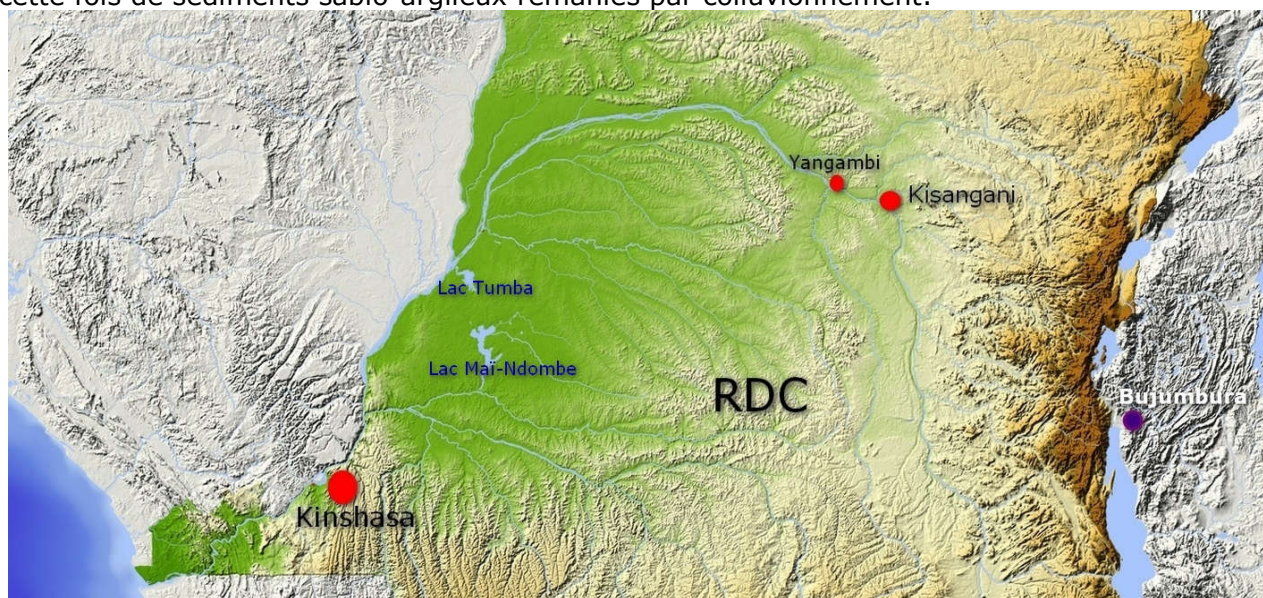 cette fois de sédiments sablo-argileux remaniés par colluvionnement.
Yangambi
Kisangani
Lac Tumba
Lac Maï-Ndombe
RDC
Bujumbura
Kinshasa